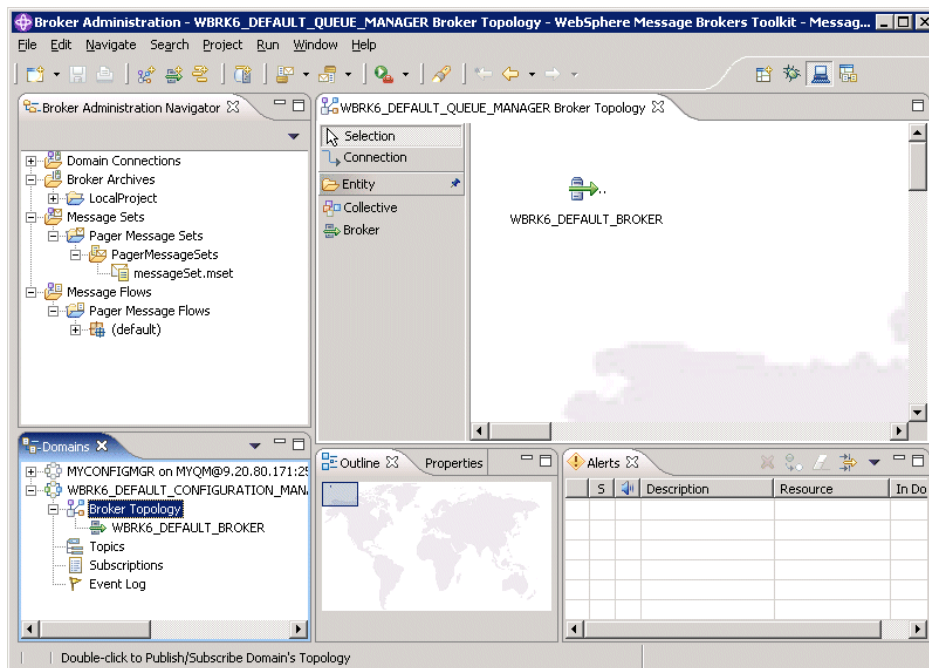 Broker Administration - WBRK6_DEFAULT_QUEUE_MANAGER Broker Topology - WebSphere Message Brokers Toolkit - Messag...
File Edit Navigate Search Project Run Window Help
Broker Administration Navigator
Domain Connections
Broker Archives
LocalProject
Message Sets
Pager Message Sets
PagerMessageSets
messageSet.mset
Message Flows
Pager Message Flows
(default)
WBRK6_DEFAULT_QUEUE_MANAGER Broker Topology
Selection
Connection
Entity
Collective
Broker
WBRK6_DEFAULT_BROKER
Domains
MYCONFIGMGR on MYQM@9.20.80.171:25
WBRK6_DEFAULT_CONFIGURATION_MAN
Broker Topology
WBRK6_DEFAULT_BROKER
Topics
Subscriptions
Event Log
Outline Properties
Alerts
S Description Resource In Do
Double-click to Publish/Subscribe Domain's Topology